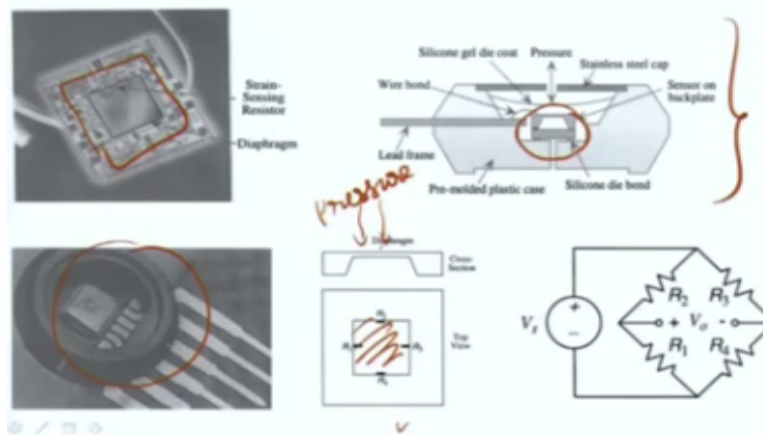 Strain-
Sensing
Resistor
Diaphragm
Silicone gel die coat
Pressure
Stainless steel cap
Wire bond
Sensor on
backplate
Lead frame
Pre-molded plastic case
Silicone die bond
Pressure
Diaphragm
Cross-
Section
Top
View
R₂
R₃
+ Vₒ -
R₁
R₄
+
−